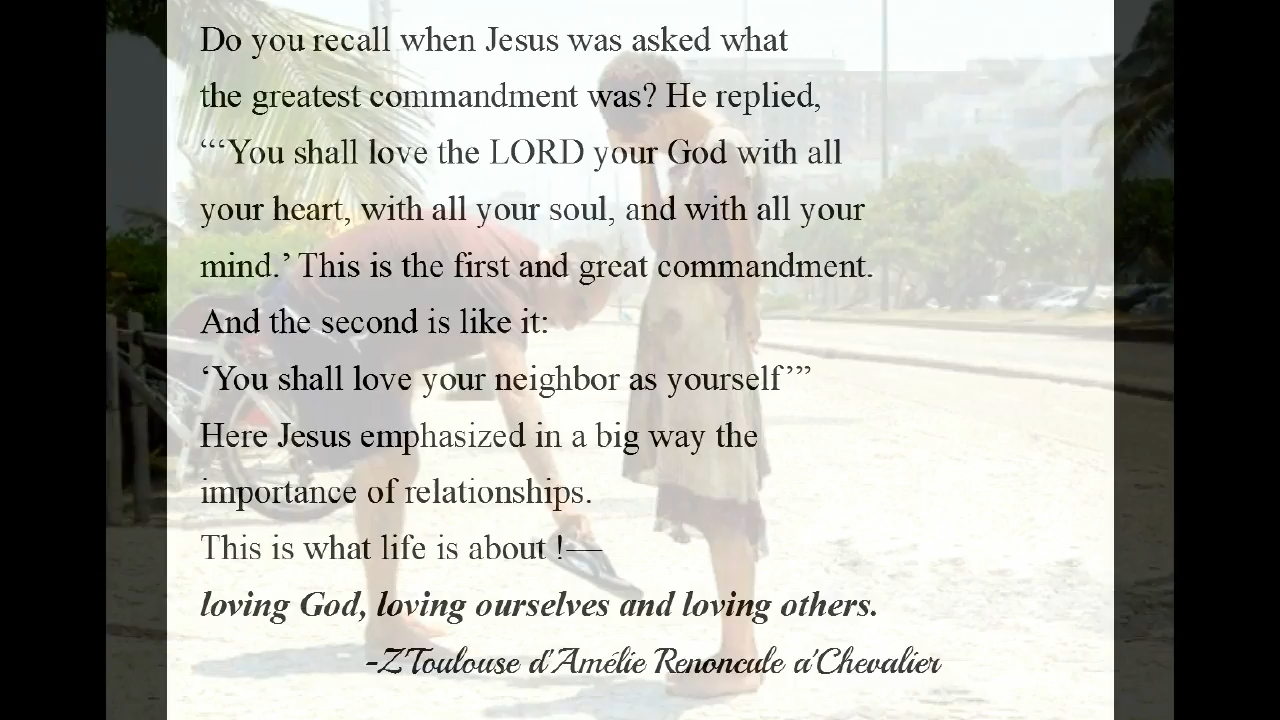 Do you recall when Jesus was asked what
the greatest commandment was? He replied,
“‘You shall love the LORD your God with all
your heart, with all your soul, and with all your
mind.’ This is the first and great commandment.
And the second is like it:
‘You shall love your neighbor as yourself’”
Here Jesus emphasized in a big way the
importance of relationships.
This is what life is about !—
loving God, loving ourselves and loving others.
-Z'Toulouse d'Amélie Renoncule a'Chevalier